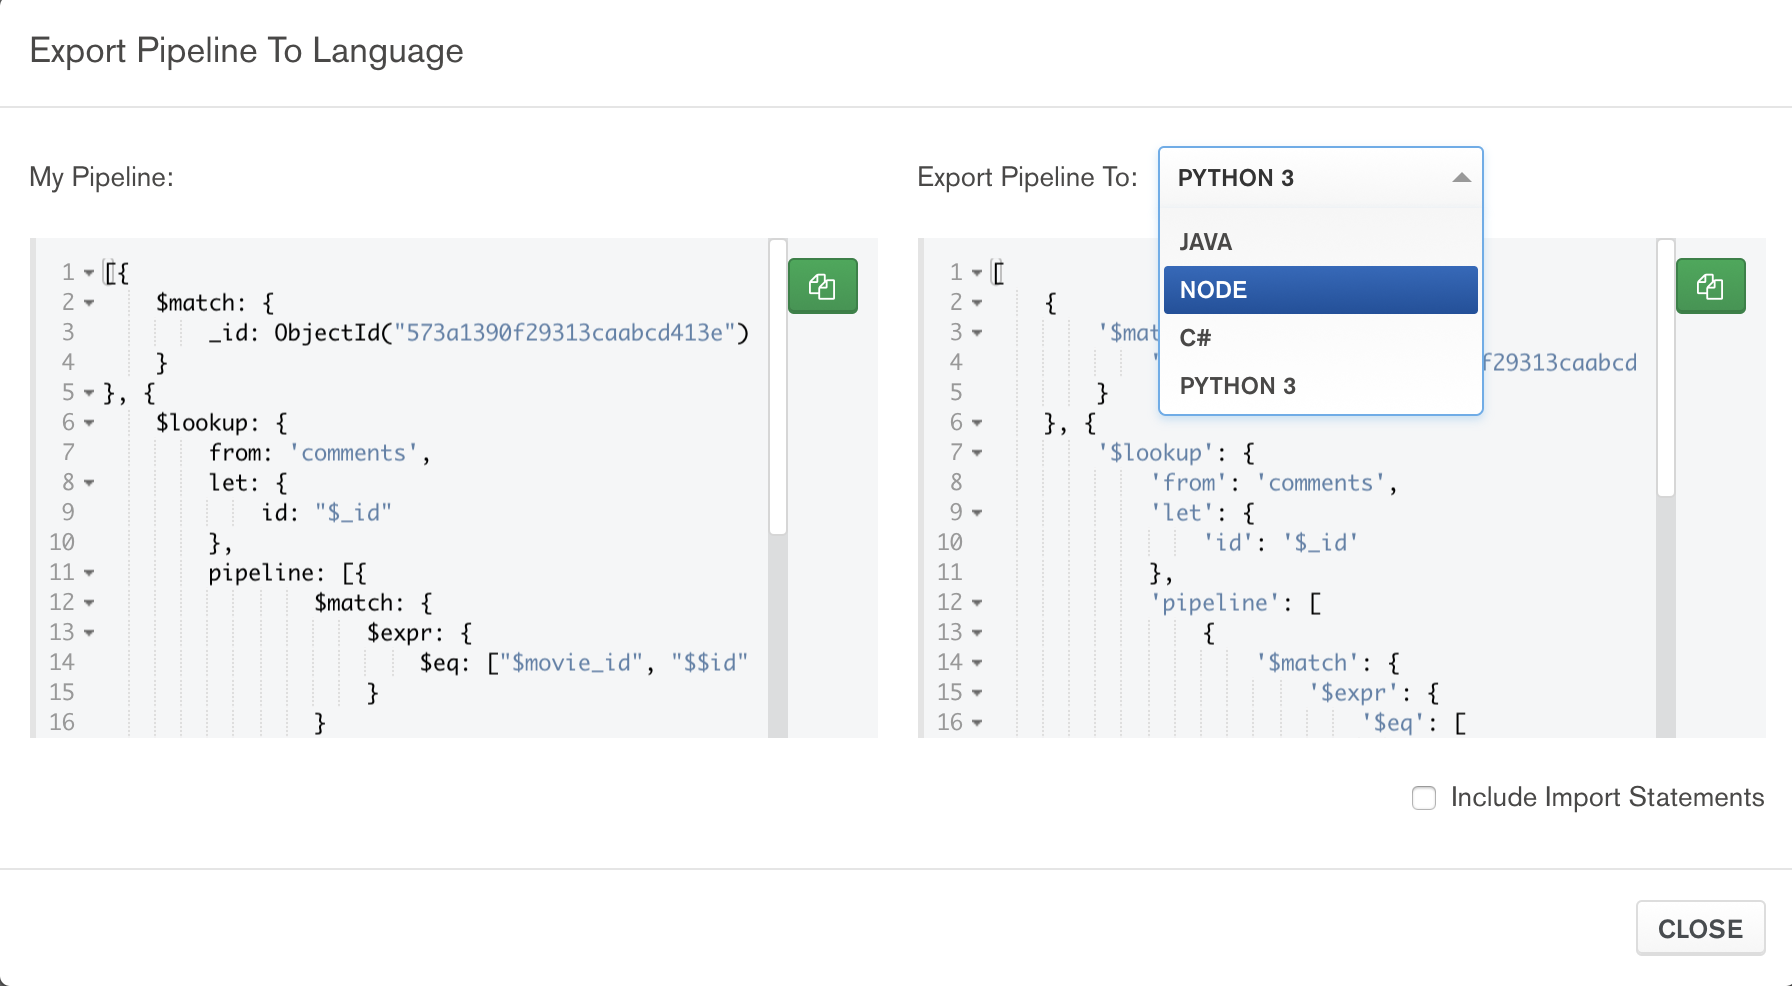 Export Pipeline To Language
My Pipeline:
1 [{
2 $match: {
3 _id: ObjectId("573a1390f29313caabcd413e")
4 }
5 }, {
6 $lookup: {
7 from: 'comments',
8 let: {
9 id: "$_id"
10 },
11 pipeline: [{
12 $match: {
13 $expr: {
14 $eq: ["$movie_id", "$$id"
15 }
16 }
Export Pipeline To: PYTHON 3
JAVA
NODE
C#
PYTHON 3
1 [
2 {
3 '$mat
4 ' f29313caabcd
5 }
6 }, {
7 '$lookup': {
8 'from': 'comments',
9 'let': {
10 'id': '$_id'
11 },
12 'pipeline': [
13 {
14 '$match': {
15 '$expr': {
16 '$eq': [
Include Import Statements
CLOSE